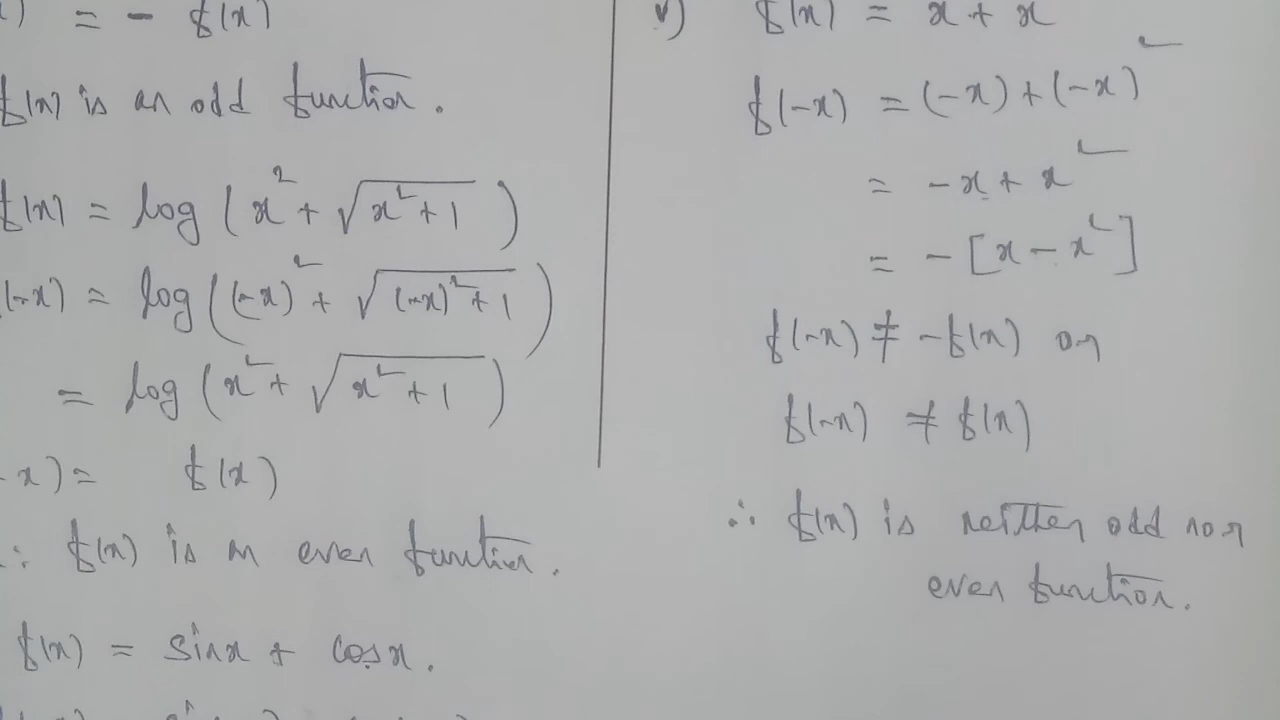 ) = - f(x)
f(x) is an odd function.
f(x) = log (x² + √(x²+1))
(-x) = log ((-x)² + √((-x)²+1))
= log (x² + √(x²+1))
-x) = f(x)
∴ f(x) is an even function.
f(x) = sinx + cosx.
v) f(x) = x + x
f(-x) = (-x) + (-x)²
= -x + x²
= -[x - x²]
f(-x) ≠ -f(x) or
f(-x) ≠ f(x)
∴ f(x) is neither odd nor
even function.